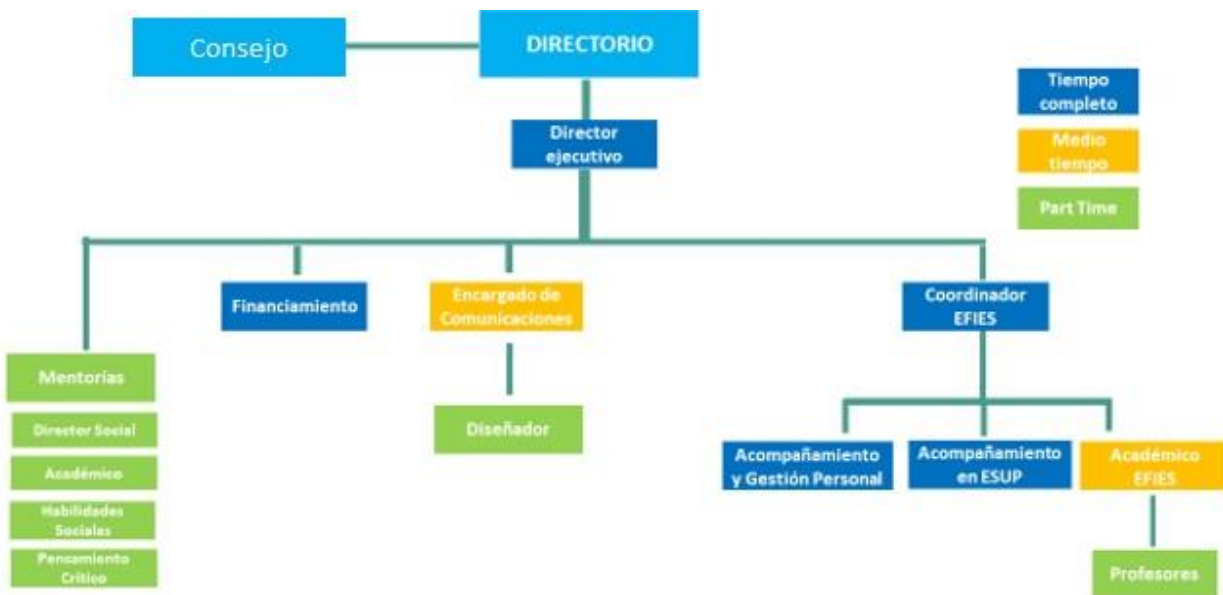 Consejo
DIRECTORIO
Tiempo
completo
Director
ejecutivo
Medio
tiempo
Part Time
Financiamiento
Encargado de
Comunicaciones
Coordinador
EFIES
Mentorías
Director Social
Diseñador
Académico
Acompañamiento
y Gestión Personal
Acompañamiento
en ESUP
Académico
EFIES
Habilidades
Sociales
Pensamiento
Crítico
Profesores